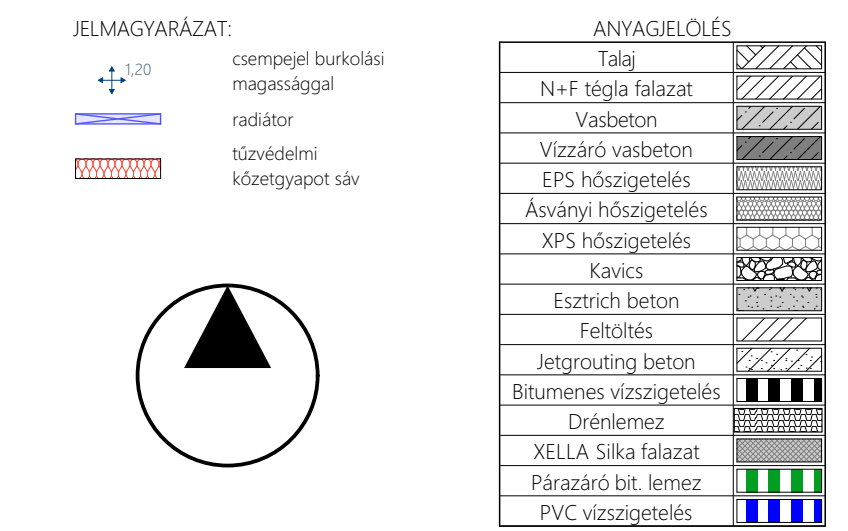 JELMAGYARÁZAT:
1,20
csempejel burkolási
magassággal
radiátor
tűzvédelmi
kőzetgyapot sáv
ANYAGJELÖLÉS
Talaj
N+F tégla falazat
Vasbeton
Vízzáró vasbeton
EPS hőszigetelés
Ásványi hőszigetelés
XPS hőszigetelés
Kavics
Esztrich beton
Feltöltés
Jetgrouting beton
Bitumenes vízszigetelés
Drénlemez
XELLA Silka falazat
Párazáró bit. lemez
PVC vízszigetelés